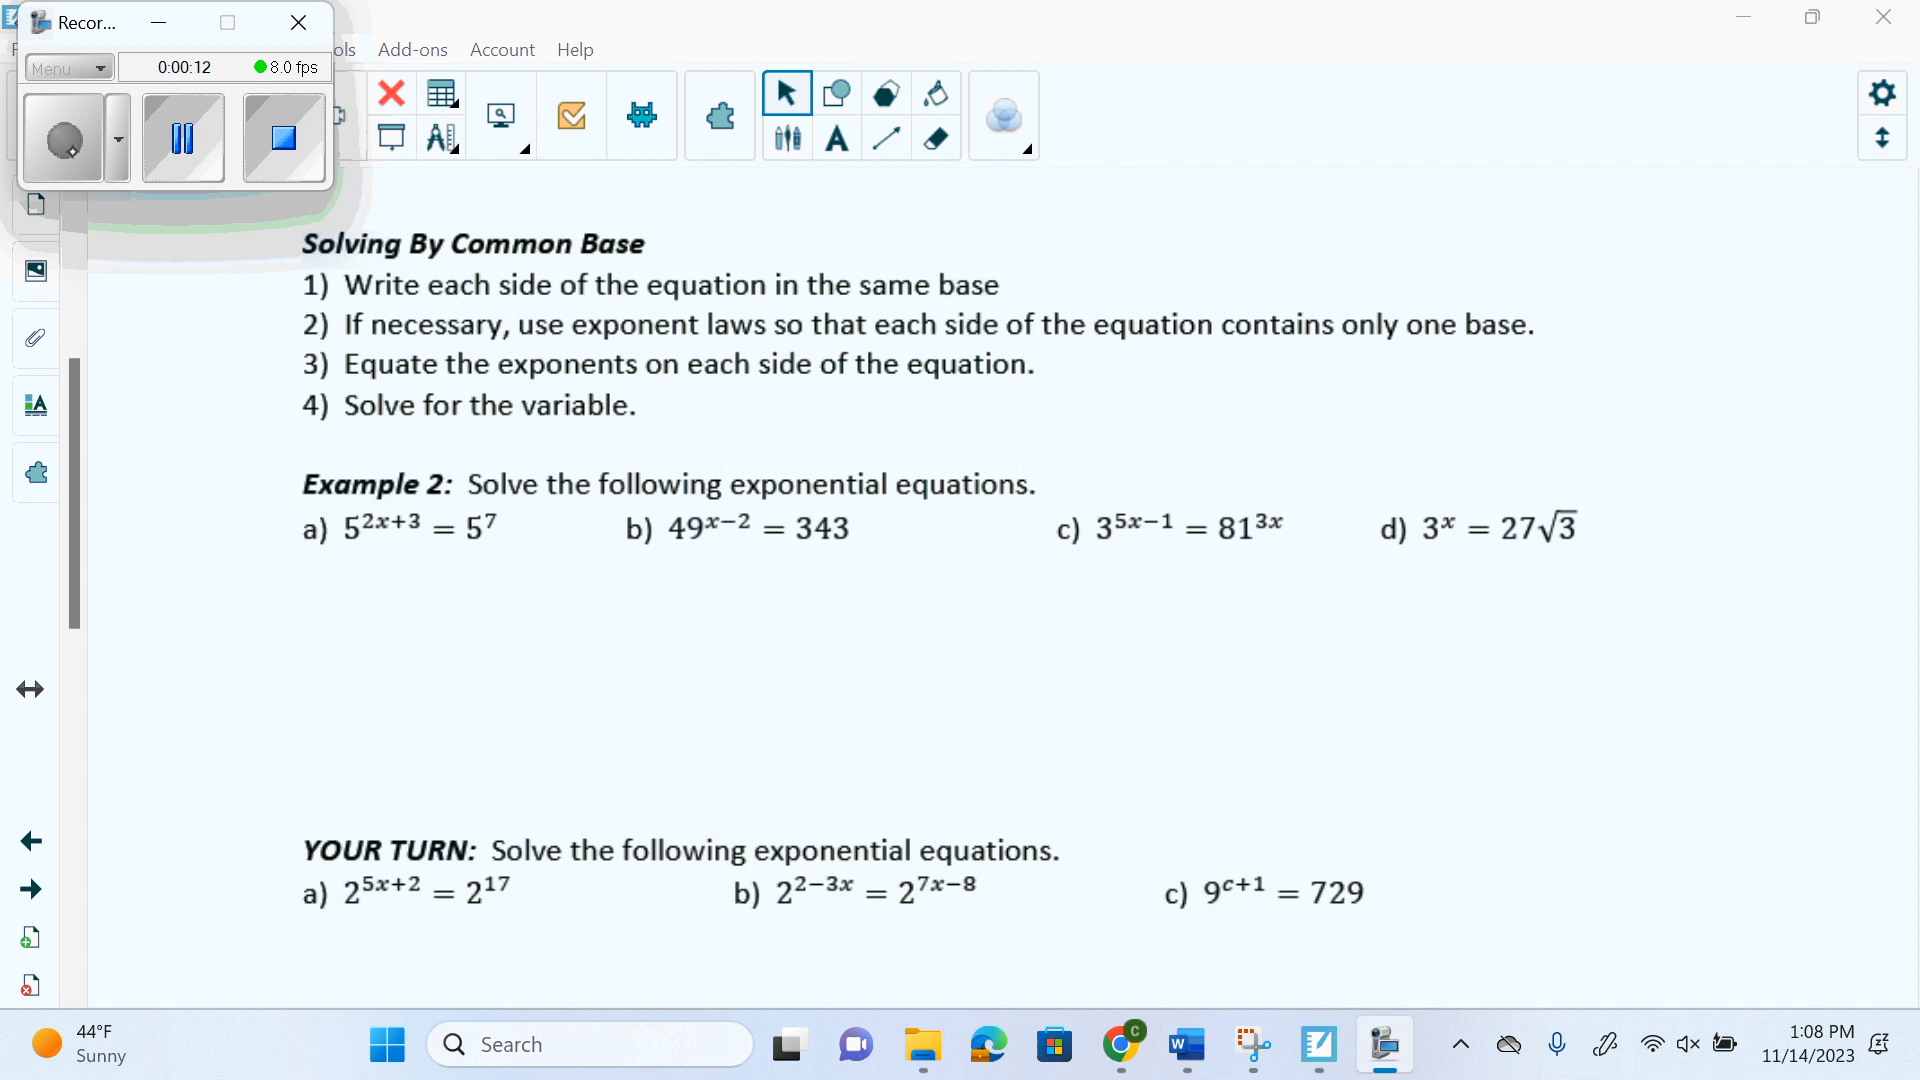 Recor...
Menu
0:00:12
8.0 fps
ols Add-ons Account Help
Solving By Common Base
1) Write each side of the equation in the same base
2) If necessary, use exponent laws so that each side of the equation contains only one base.
3) Equate the exponents on each side of the equation.
4) Solve for the variable.
Example 2: Solve the following exponential equations.
a) 5^{2x+3} = 5^7 b) 49^{x−2} = 343 c) 3^{5x−1} = 81^{3x} d) 3^x = 27√3
YOUR TURN: Solve the following exponential equations.
a) 2^{5x+2} = 2^{17} b) 2^{2−3x} = 2^{7x−8} c) 9^{c+1} = 729
44°F
Sunny
Search
C
1:08 PM
11/14/2023